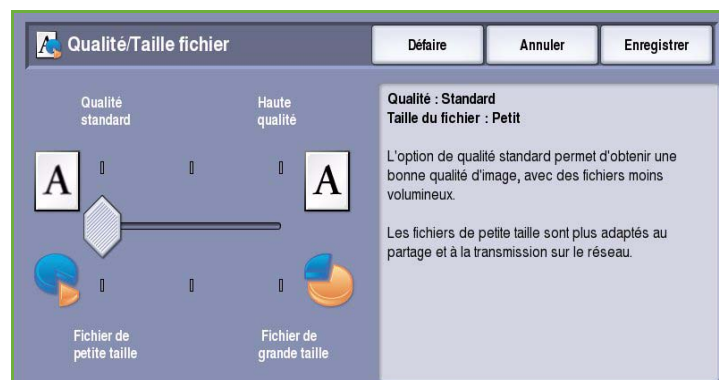 Qualité/Taille fichier
Défaire
Annuler
Enregistrer
Qualité
standard
Haute
qualité
A
A
Fichier de
petite taille
Fichier de
grande taille
Qualité : Standard
Taille du fichier : Petit
L'option de qualité standard permet d'obtenir une
bonne qualité d'image, avec des fichiers moins
volumineux.
Les fichiers de petite taille sont plus adaptés au
partage et à la transmission sur le réseau.